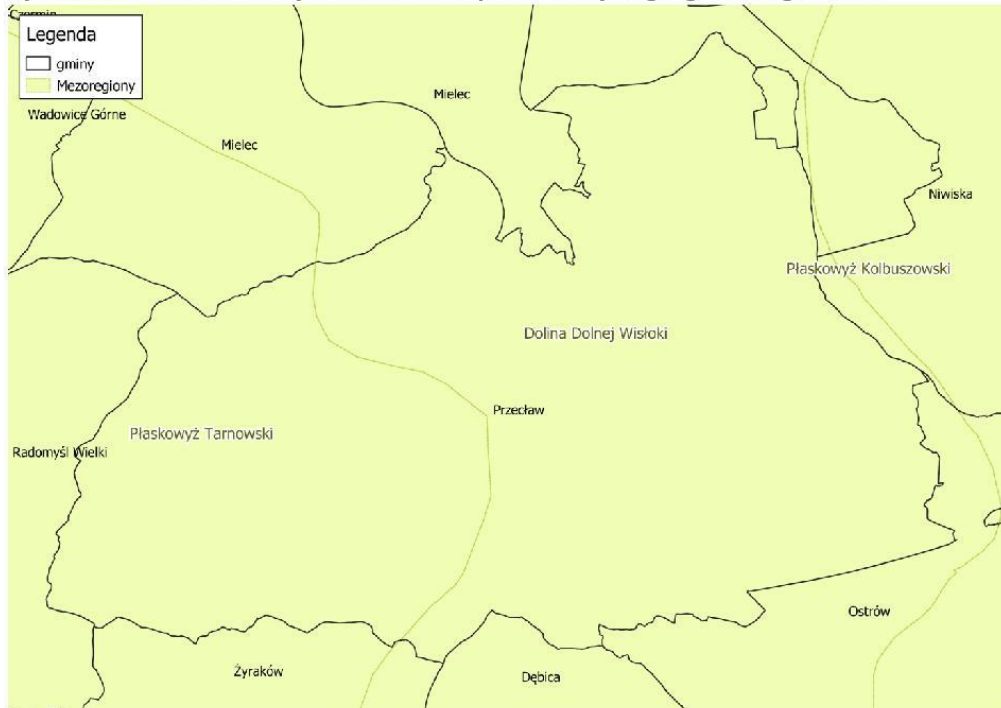 Czermin
Legenda
gminy
Mezoregiony
Wadowice Górne
Mielec
Mielec
Niwiska
Płaskowyż Kolbuszowski
Dolina Dolnej Wisłoki
Przecław
Płaskowyż Tarnowski
Radomyśl Wielki
Ostrów
Żyraków
Dębica